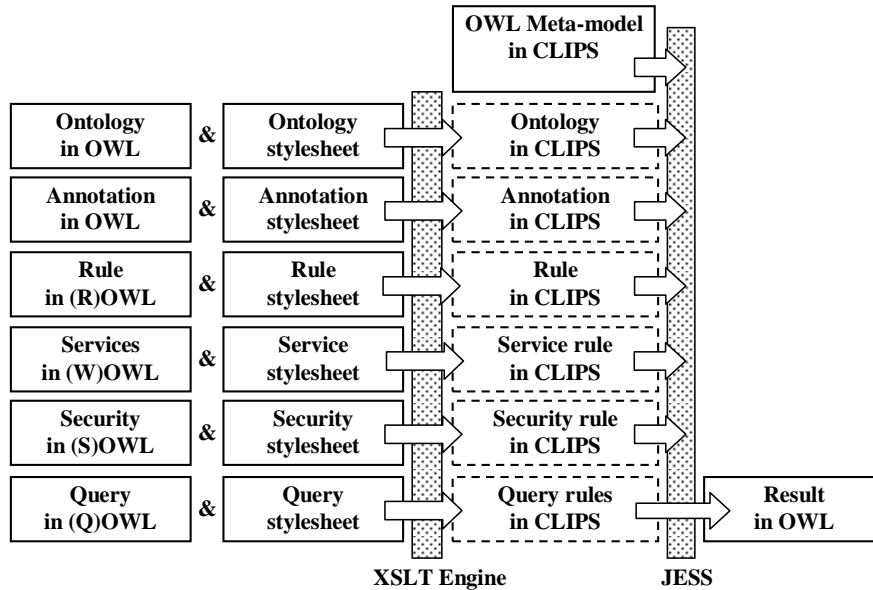 OWL Meta-model
in CLIPS
Ontology
in OWL
&
Ontology
stylesheet
Ontology
in CLIPS
Annotation
in OWL
&
Annotation
stylesheet
Annotation
in CLIPS
Rule
in (R)OWL
&
Rule
stylesheet
Rule
in CLIPS
Services
in (W)OWL
&
Service
stylesheet
Service rule
in CLIPS
Security
in (S)OWL
&
Security
stylesheet
Security rule
in CLIPS
Query
in (Q)OWL
&
Query
stylesheet
Query rules
in CLIPS
Result
in OWL
XSLT Engine
JESS